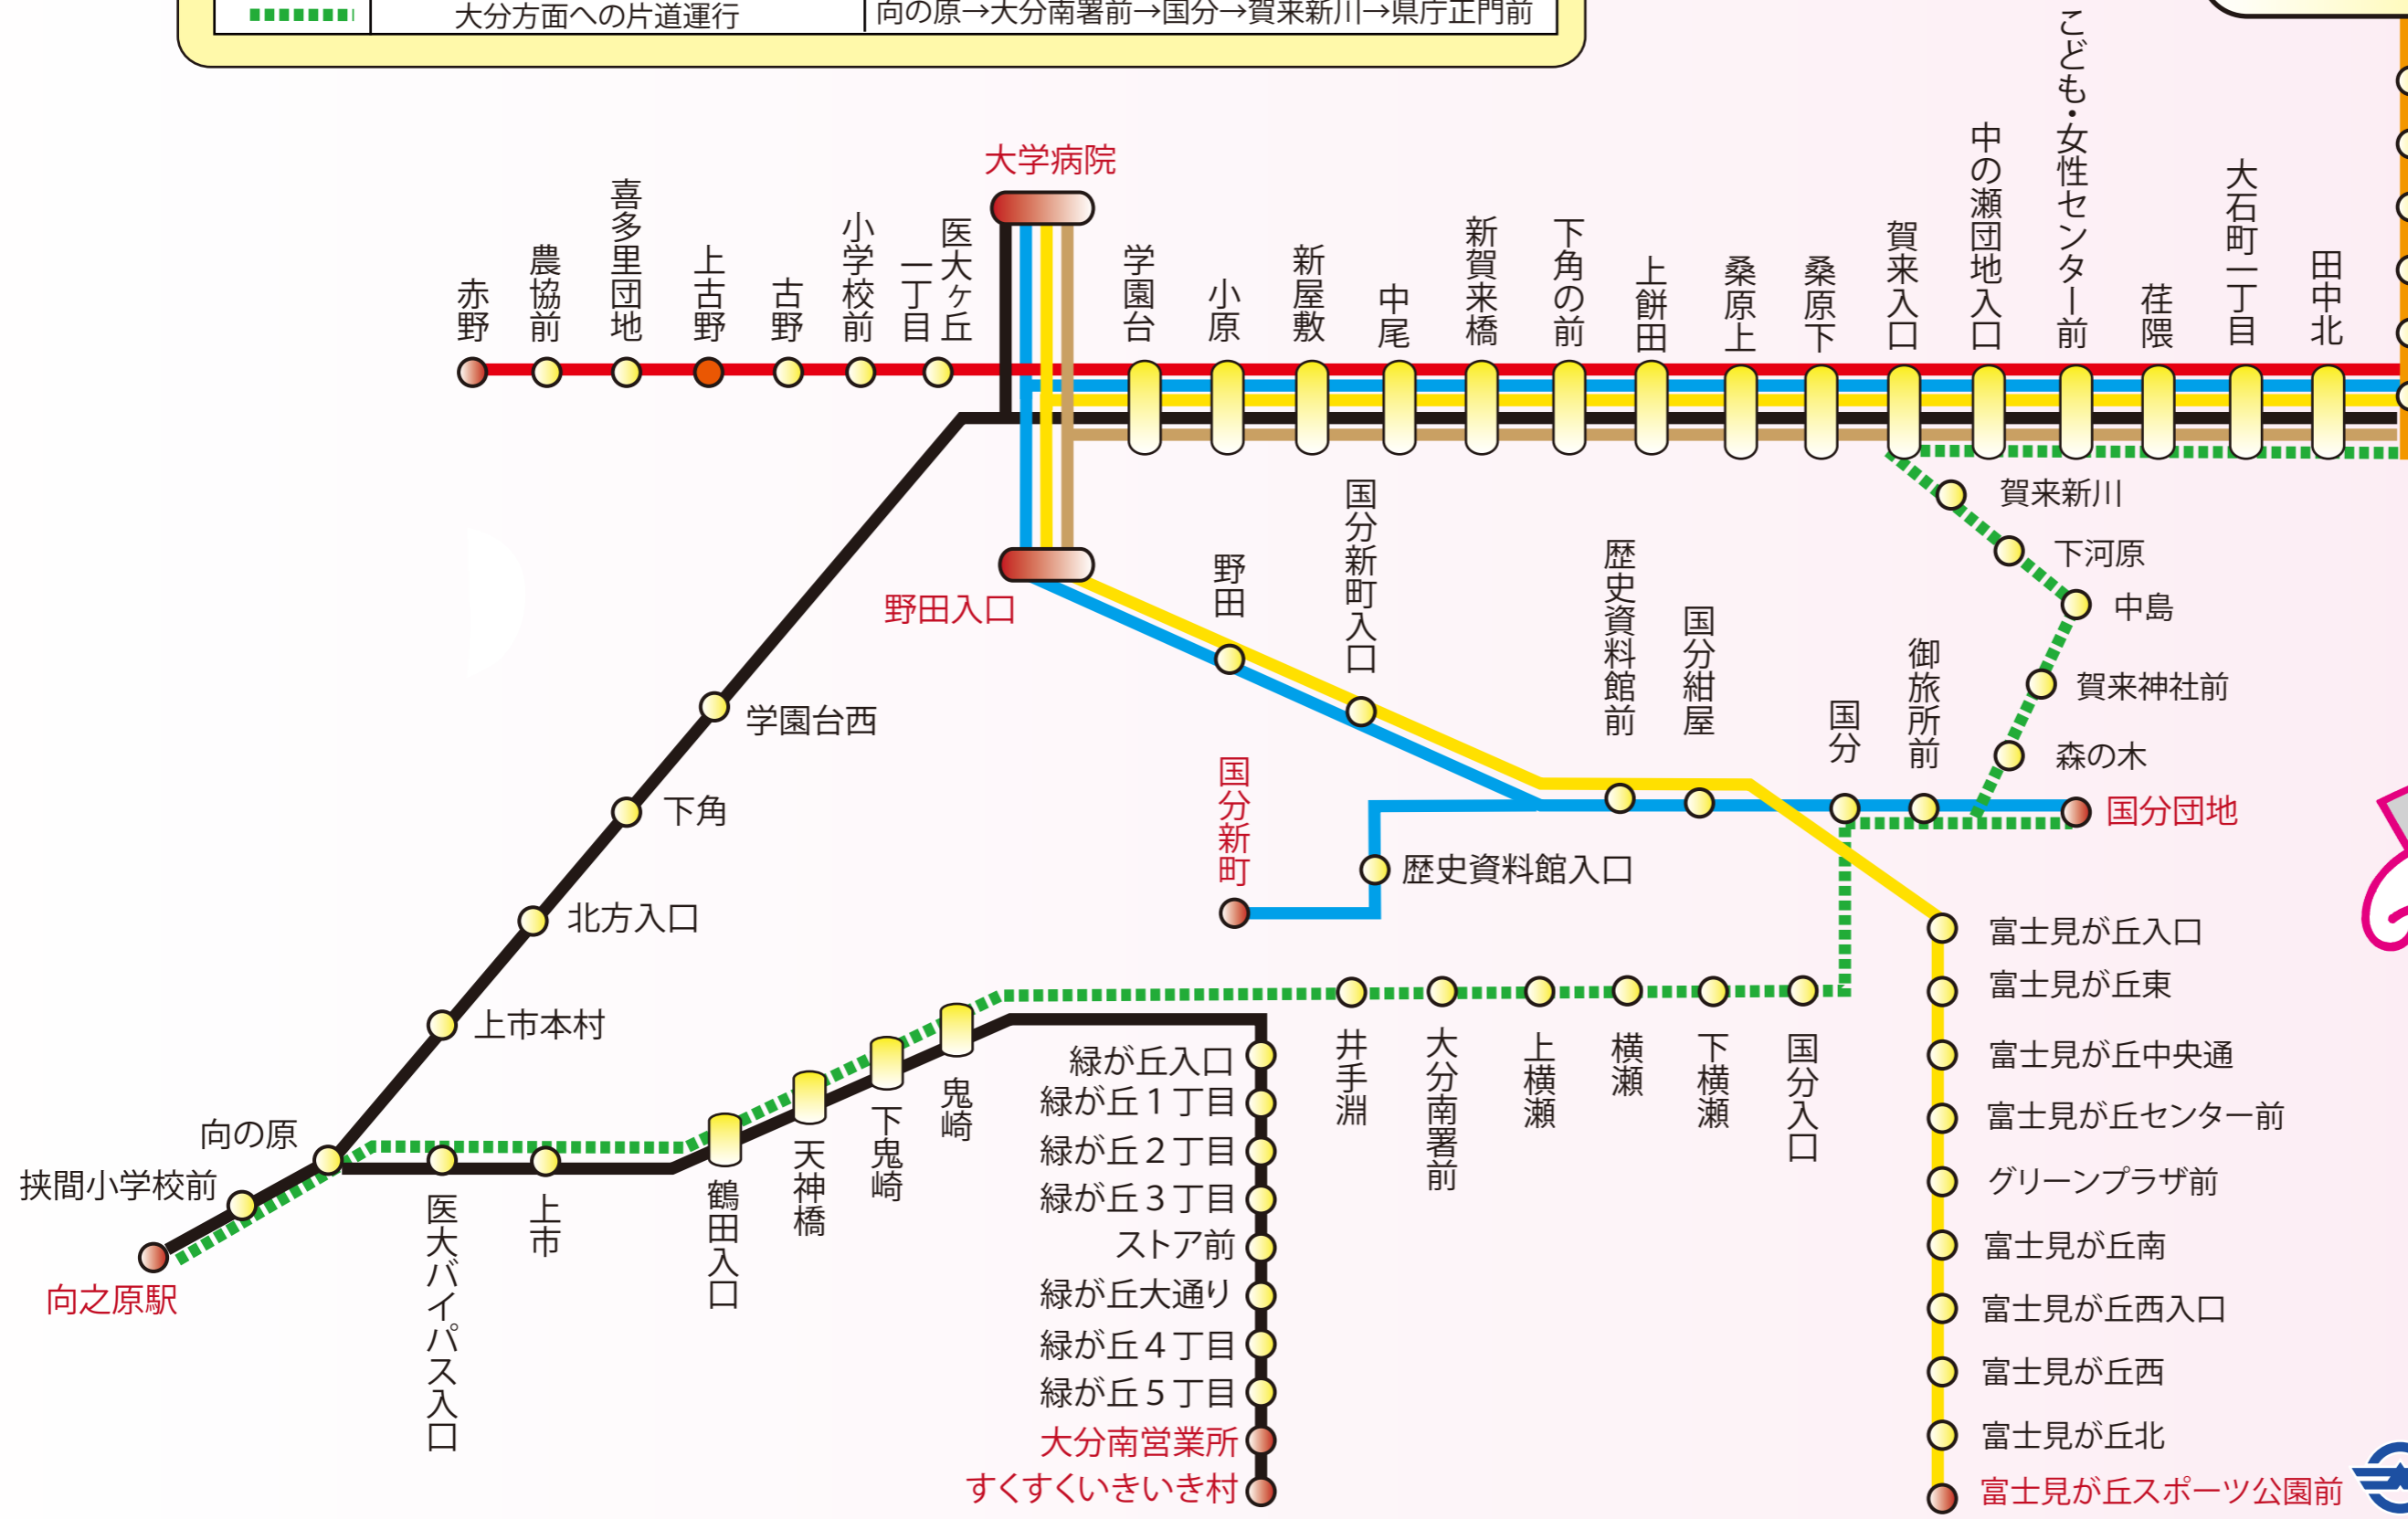 大分方面への片道運行
向の原→大分南署前→国分→賀来新川→県庁正門前
大学病院
赤野
農協前
喜多里団地
上古野
古野
小学校前
医大ヶ丘
一丁目
学園台
小原
新屋敷
中尾
新賀来橋
下角の前
上餅田
桑原上
桑原下
賀来入口
中の瀬団地入口
こども・女性センター前
荏隈
大石町一丁目
田中北
賀来新川
下河原
中島
賀来神社前
森の木
国分団地
野田入口
野田
国分新町入口
歴史資料館前
国分紺屋
国分
御旅所前
国分新町
歴史資料館入口
学園台西
下角
北方入口
上市本村
向の原
挟間小学校前
向之原駅
医大バイパス入口
上市
鶴田入口
天神橋
下鬼崎
鬼崎
緑が丘入口
緑が丘1丁目
緑が丘2丁目
緑が丘3丁目
ストア前
緑が丘大通り
緑が丘4丁目
緑が丘5丁目
大分南営業所
すくすくいきいき村
井手淵
大分南署前
上横瀬
横瀬
下横瀬
国分入口
富士見が丘入口
富士見が丘東
富士見が丘中央通
富士見が丘センター前
グリーンプラザ前
富士見が丘南
富士見が丘西入口
富士見が丘西
富士見が丘北
富士見が丘スポーツ公園前